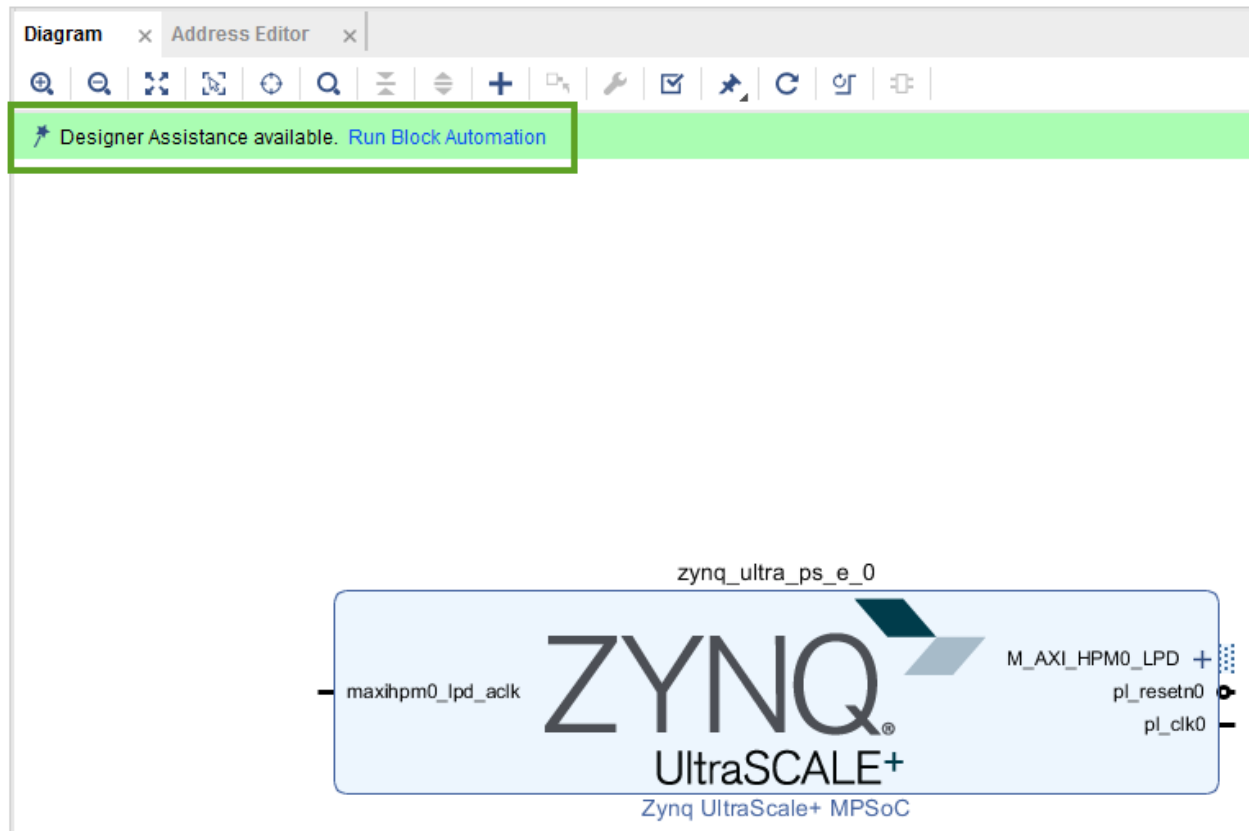 Diagram × Address Editor ×
Designer Assistance available. Run Block Automation
zynq_ultra_ps_e_0
M_AXI_HPM0_LPD
maxihpm0_lpd_aclk
pl_resetn0
pl_clk0
ZYNQ®
UltraSCALE+
Zynq UltraScale+ MPSoC